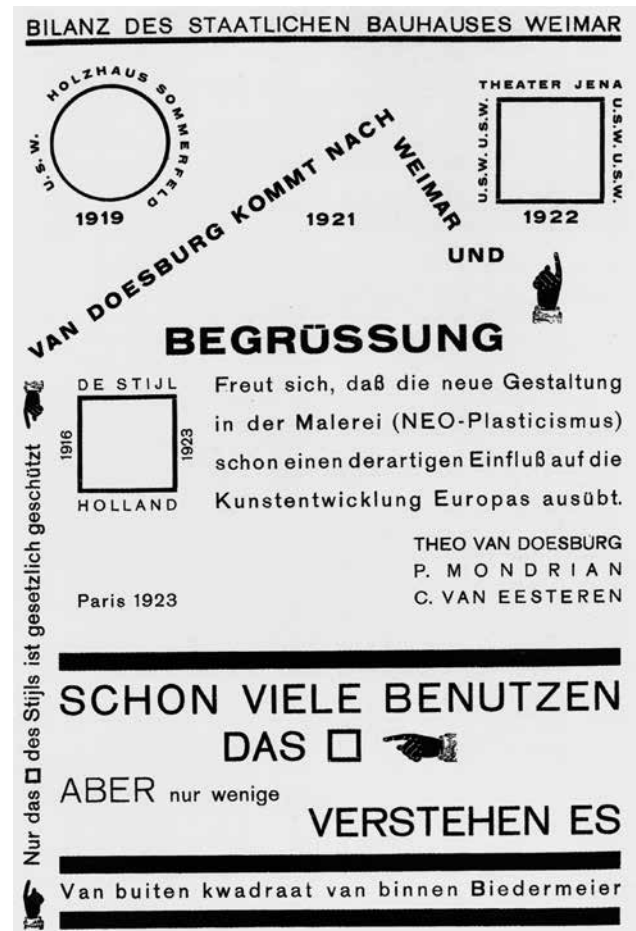 BILANZ DES STAATLICHEN BAUHAUSES WEIMAR
U.S.W. HOLZHAUS SOMMERFELD
1919
VAN DOESBURG KOMMT NACH
WEIMAR
1921
THEATER JENA
U.S.W. U.S.W.
U.S.W. U.S.W.
1922
UND
BEGRÜSSUNG
DE STIJL
1916
1923
HOLLAND
Freut sich, daß die neue Gestaltung
in der Malerei (NEO-Plasticismus)
schon einen derartigen Einfluß auf die
Kunstentwicklung Europas ausübt.
THEO VAN DOESBURG
P. MONDRIAN
C. VAN EESTEREN
Paris 1923
Nur das □ des Stijls ist gesetzlich geschützt
SCHON VIELE BENUTZEN
DAS □
ABER nur wenige
VERSTEHEN ES
Van buiten kwadraat van binnen Biedermeier